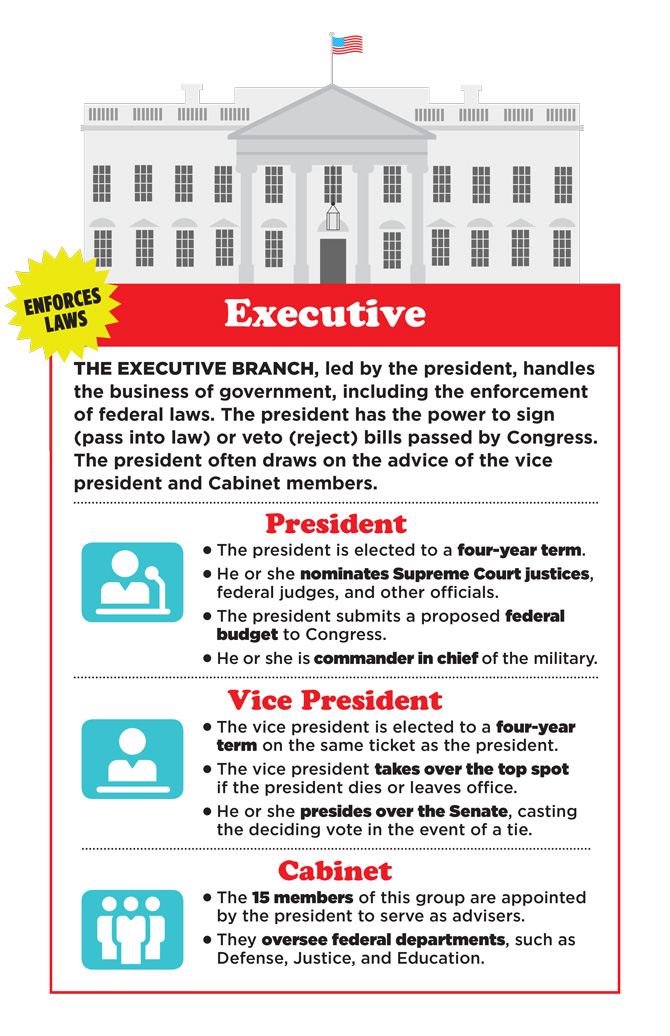 ENFORCES
LAWS
Executive
THE EXECUTIVE BRANCH, led by the president, handles
the business of government, including the enforcement
of federal laws. The president has the power to sign
(pass into law) or veto (reject) bills passed by Congress.
The president often draws on the advice of the vice
president and Cabinet members.
President
• The president is elected to a four-year term.
• He or she nominates Supreme Court justices,
federal judges, and other officials.
• The president submits a proposed federal
budget to Congress.
• He or she is commander in chief of the military.
Vice President
• The vice president is elected to a four-year
term on the same ticket as the president.
• The vice president takes over the top spot
if the president dies or leaves office.
• He or she presides over the Senate, casting
the deciding vote in the event of a tie.
Cabinet
• The 15 members of this group are appointed
by the president to serve as advisers.
• They oversee federal departments, such as
Defense, Justice, and Education.